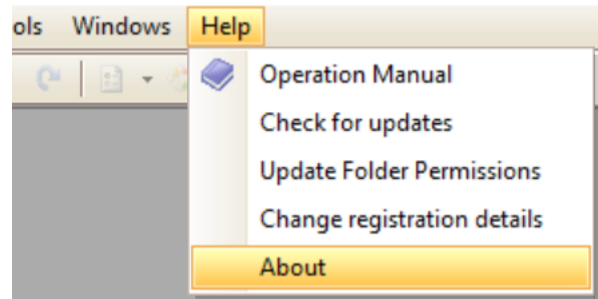 ols Windows Help
Operation Manual
Check for updates
Update Folder Permissions
Change registration details
About